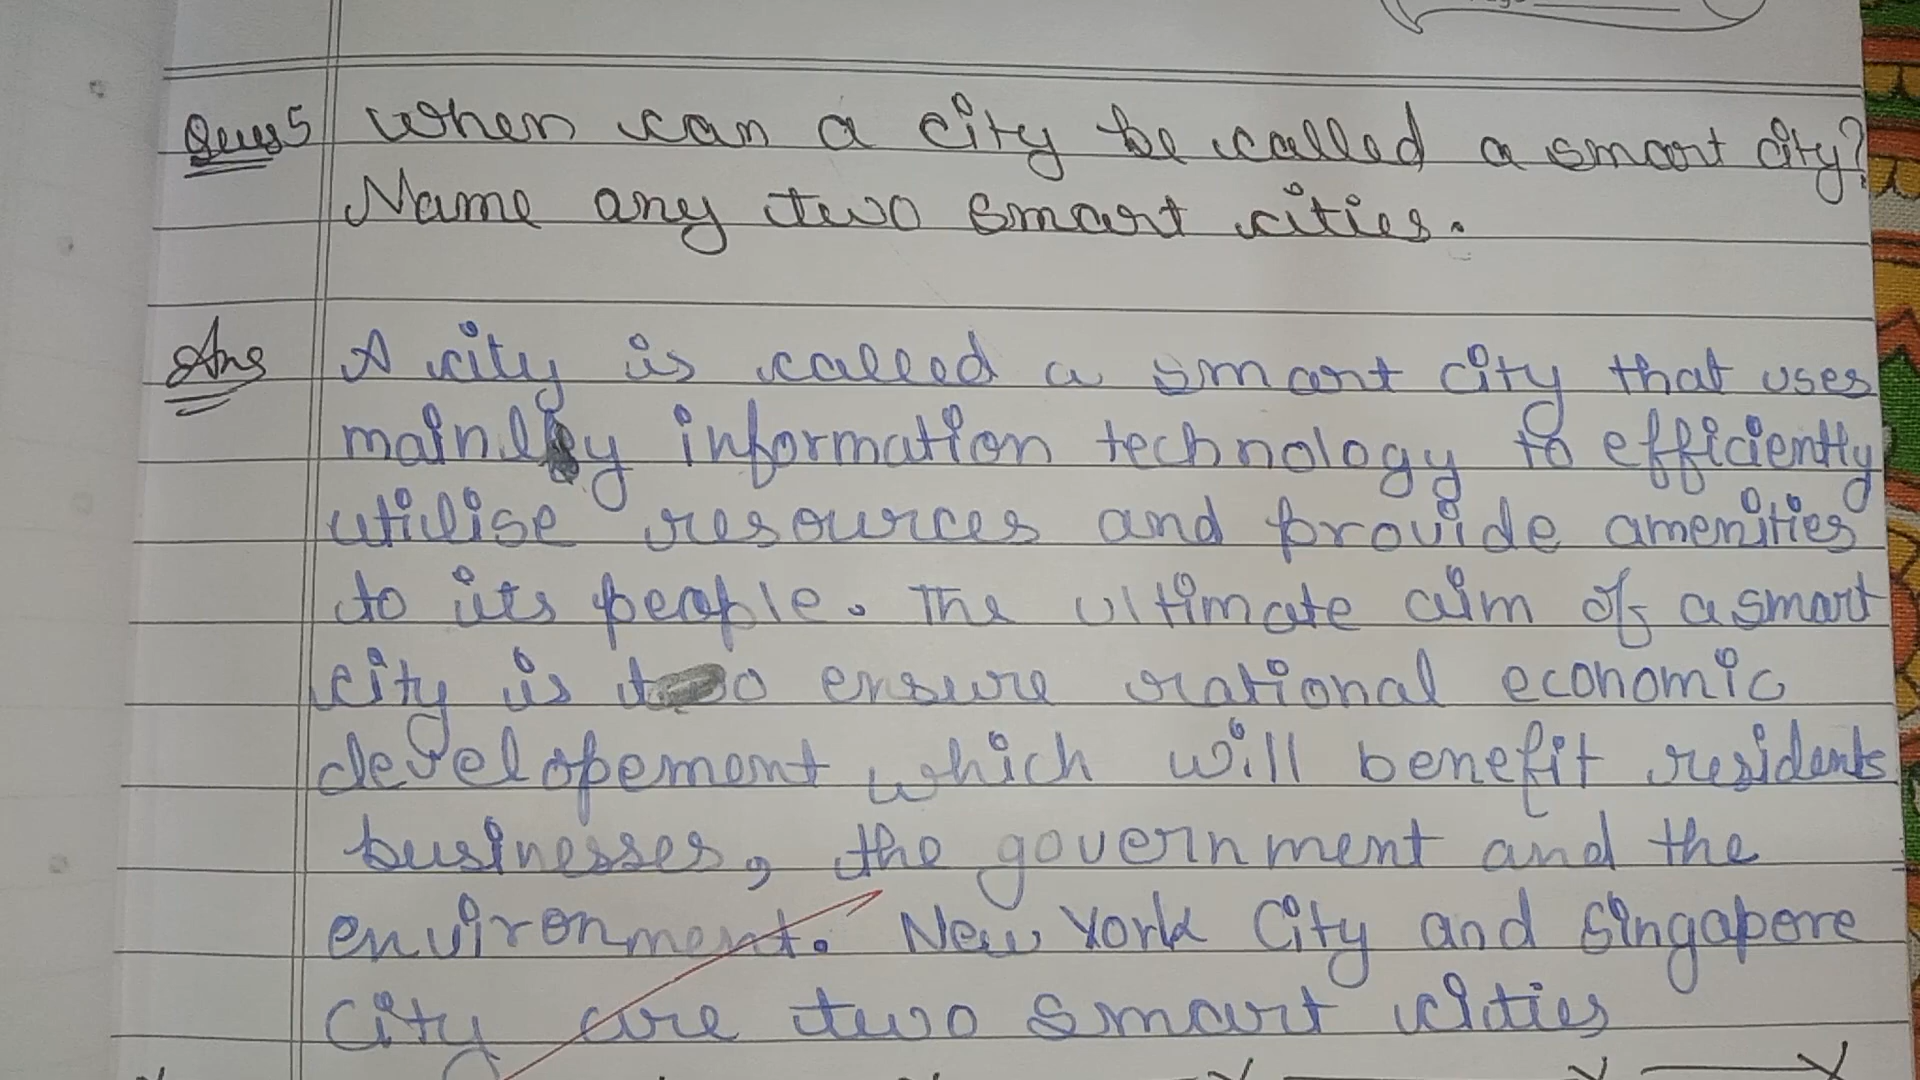 Ques 5 When can a city be called a smart city?
Name any two smart cities.
Ans A city is called a smart city that uses
mainly information technology to efficiently
utilise resources and provide amenities
to its people. The ultimate aim of a smart
city is to ensure rational economic
developement which will benefit residents
businesses, the government and the
environment. New York City and Singapore
City are two smart cities